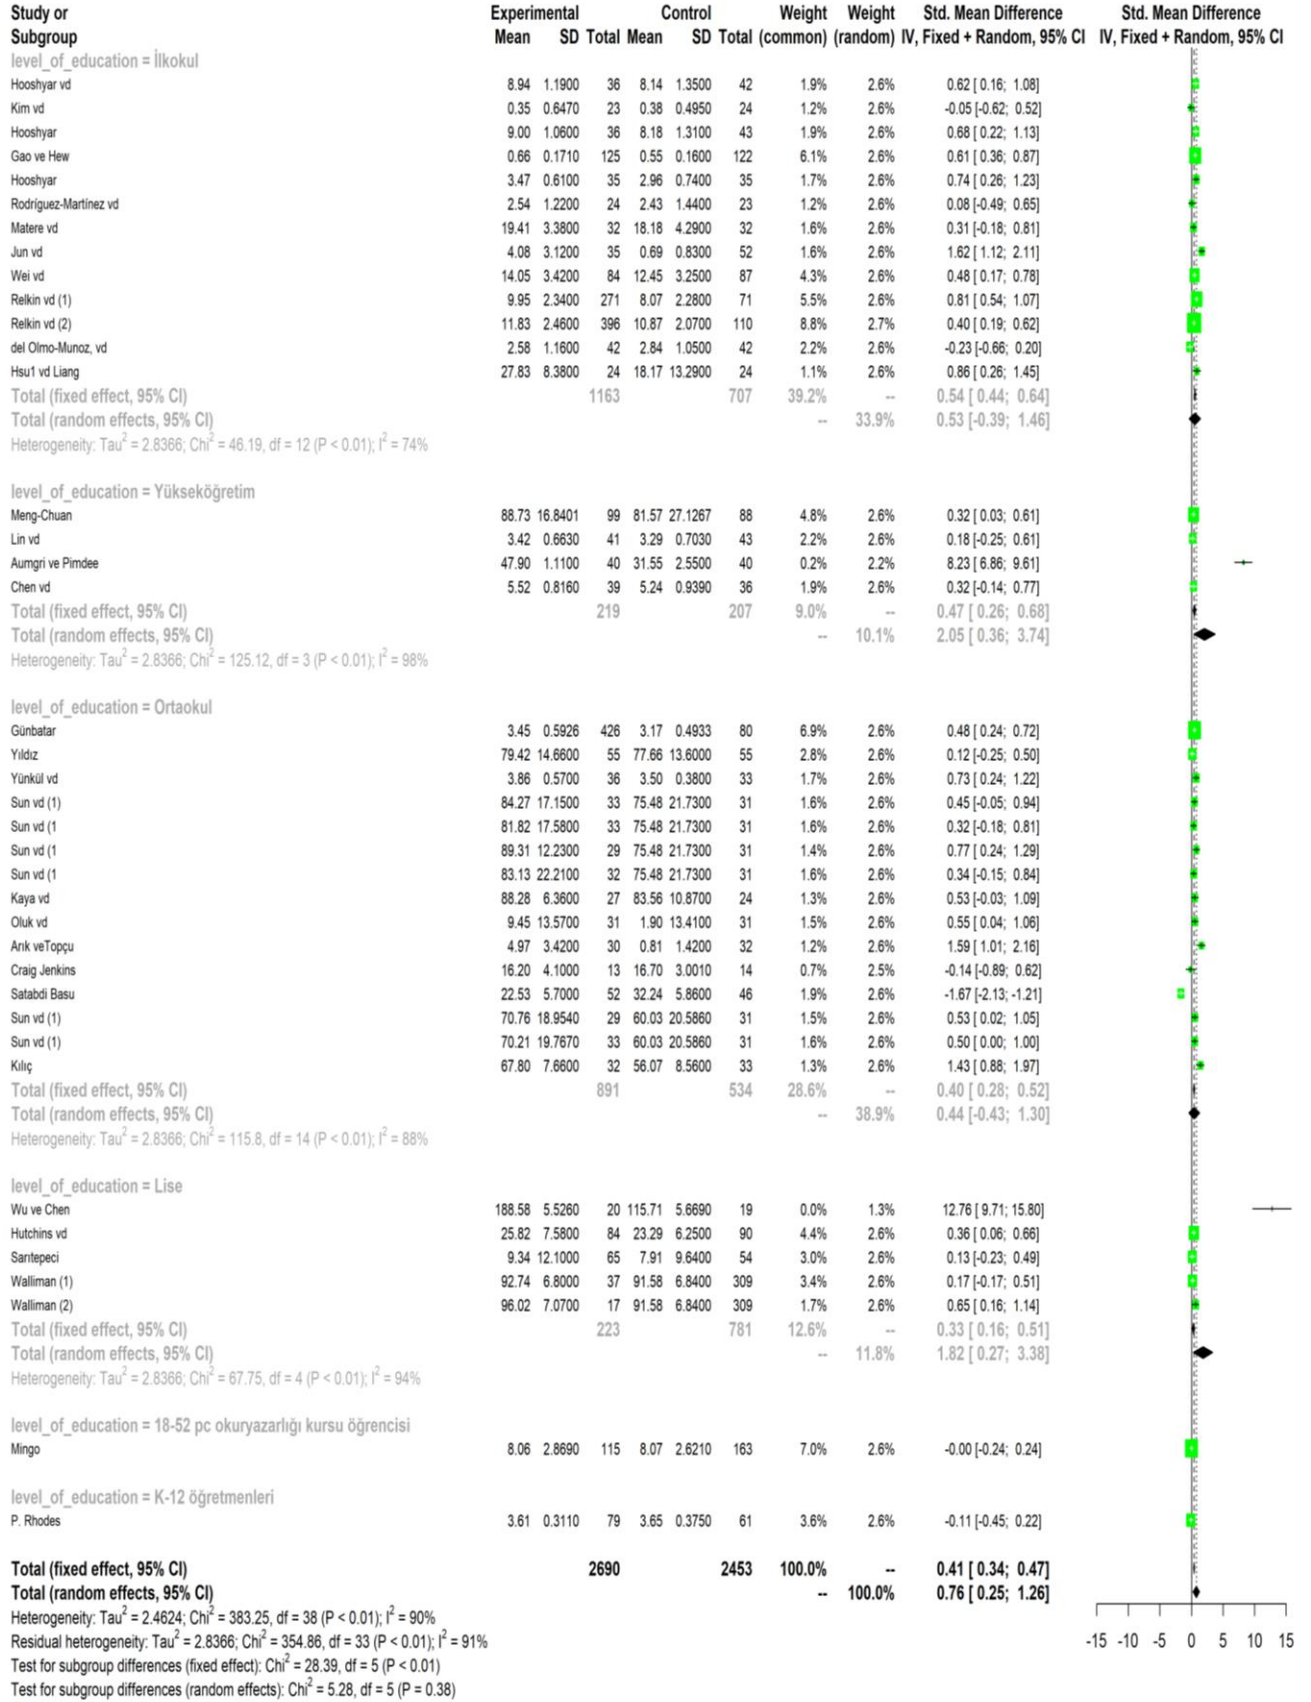 Study or Experimental Control Weight Weight Std. Mean Difference Std. Mean Difference
Subgroup Mean SD Total Mean SD Total (common) (random) IV, Fixed + Random, 95% CI IV, Fixed + Random, 95% CI
level_of_education = İlkokul
Hooshyar vd 8.94 1.1900 36 8.14 1.3500 42 1.9% 2.6% 0.62 [ 0.16; 1.08]
Kim vd 0.35 0.6470 23 0.38 0.4950 24 1.2% 2.6% -0.05 [-0.62; 0.52]
Hooshyar 9.00 1.0600 36 8.18 1.3100 43 1.9% 2.6% 0.68 [ 0.22; 1.13]
Gao ve Hew 0.66 0.1710 125 0.55 0.1600 122 6.1% 2.6% 0.61 [ 0.36; 0.87]
Hooshyar 3.47 0.6100 35 2.96 0.7400 35 1.7% 2.6% 0.74 [ 0.26; 1.23]
Rodríguez-Martínez vd 2.54 1.2200 24 2.43 1.4400 23 1.2% 2.6% 0.08 [-0.49; 0.65]
Matere vd 19.41 3.3800 32 18.18 4.2900 32 1.6% 2.6% 0.31 [-0.18; 0.81]
Jun vd 4.08 3.1200 35 0.69 0.8300 52 1.6% 2.6% 1.62 [ 1.12; 2.11]
Wei vd 14.05 3.4200 84 12.45 3.2500 87 4.3% 2.6% 0.48 [ 0.17; 0.78]
Relkin vd (1) 9.95 2.3400 271 8.07 2.2800 71 5.5% 2.6% 0.81 [ 0.54; 1.07]
Relkin vd (2) 11.83 2.4600 396 10.87 2.0700 110 8.8% 2.7% 0.40 [ 0.19; 0.62]
del Olmo-Munoz, vd 2.58 1.1600 42 2.84 1.0500 42 2.2% 2.6% -0.23 [-0.66; 0.20]
Hsu1 vd Liang 27.83 8.3800 24 18.17 13.2900 24 1.1% 2.6% 0.86 [ 0.26; 1.45]
Total (fixed effect, 95% CI) 1163 707 39.2% -- 0.54 [ 0.44; 0.64]
Total (random effects, 95% CI) -- 33.9% 0.53 [-0.39; 1.46]
Heterogeneity: Tau² = 2.8366; Chi² = 46.19, df = 12 (P < 0.01); I² = 74%
level_of_education = Yükseköğretim
Meng-Chuan 88.73 16.8401 99 81.57 27.1267 88 4.8% 2.6% 0.32 [ 0.03; 0.61]
Lin vd 3.42 0.6630 41 3.29 0.7030 43 2.2% 2.6% 0.18 [-0.25; 0.61]
Aumgri ve Pimdee 47.90 1.1100 40 31.55 2.5500 40 0.2% 2.2% 8.23 [ 6.86; 9.61]
Chen vd 5.52 0.8160 39 5.24 0.9390 36 1.9% 2.6% 0.32 [-0.14; 0.77]
Total (fixed effect, 95% CI) 219 207 9.0% -- 0.47 [ 0.26; 0.68]
Total (random effects, 95% CI) -- 10.1% 2.05 [ 0.36; 3.74]
Heterogeneity: Tau² = 2.8366; Chi² = 125.12, df = 3 (P < 0.01); I² = 98%
level_of_education = Ortaokul
Günbatar 3.45 0.5926 426 3.17 0.4933 80 6.9% 2.6% 0.48 [ 0.24; 0.72]
Yıldız 79.42 14.6600 55 77.66 13.6000 55 2.8% 2.6% 0.12 [-0.25; 0.50]
Yünkül vd 3.86 0.5700 36 3.50 0.3800 33 1.7% 2.6% 0.73 [ 0.24; 1.22]
Sun vd (1) 84.27 17.1500 33 75.48 21.7300 31 1.6% 2.6% 0.45 [-0.05; 0.94]
Sun vd (1 81.82 17.5800 33 75.48 21.7300 31 1.6% 2.6% 0.32 [-0.18; 0.81]
Sun vd (1 89.31 12.2300 29 75.48 21.7300 31 1.4% 2.6% 0.77 [ 0.24; 1.29]
Sun vd (1 83.13 22.2100 32 75.48 21.7300 31 1.6% 2.6% 0.34 [-0.15; 0.84]
Kaya vd 88.28 6.3600 27 83.56 10.8700 24 1.3% 2.6% 0.53 [-0.03; 1.09]
Oluk vd 9.45 13.5700 31 1.90 13.4100 31 1.5% 2.6% 0.55 [ 0.04; 1.06]
Arık veTopçu 4.97 3.4200 30 0.81 1.4200 32 1.2% 2.6% 1.59 [ 1.01; 2.16]
Craig Jenkins 16.20 4.1000 13 16.70 3.0010 14 0.7% 2.5% -0.14 [-0.89; 0.62]
Satabdi Basu 22.53 5.7000 52 32.24 5.8600 46 1.9% 2.6% -1.67 [-2.13; -1.21]
Sun vd (1) 70.76 18.9540 29 60.03 20.5860 31 1.5% 2.6% 0.53 [ 0.02; 1.05]
Sun vd (1) 70.21 19.7670 33 60.03 20.5860 31 1.6% 2.6% 0.50 [ 0.00; 1.00]
Kılıç 67.80 7.6600 32 56.07 8.5600 33 1.3% 2.6% 1.43 [ 0.88; 1.97]
Total (fixed effect, 95% CI) 891 534 28.6% -- 0.40 [ 0.28; 0.52]
Total (random effects, 95% CI) -- 38.9% 0.44 [-0.43; 1.30]
Heterogeneity: Tau² = 2.8366; Chi² = 115.8, df = 14 (P < 0.01); I² = 88%
level_of_education = Lise
Wu ve Chen 188.58 5.5260 20 115.71 5.6690 19 0.0% 1.3% 12.76 [ 9.71; 15.80]
Hutchins vd 25.82 7.5800 84 23.29 6.2500 90 4.4% 2.6% 0.36 [ 0.06; 0.66]
Sarıtepeci 9.34 12.1000 65 7.91 9.6400 54 3.0% 2.6% 0.13 [-0.23; 0.49]
Walliman (1) 92.74 6.8000 37 91.58 6.8400 309 3.4% 2.6% 0.17 [-0.17; 0.51]
Walliman (2) 96.02 7.0700 17 91.58 6.8400 309 1.7% 2.6% 0.65 [ 0.16; 1.14]
Total (fixed effect, 95% CI) 223 781 12.6% -- 0.33 [ 0.16; 0.51]
Total (random effects, 95% CI) -- 11.8% 1.82 [ 0.27; 3.38]
Heterogeneity: Tau² = 2.8366; Chi² = 67.75, df = 4 (P < 0.01); I² = 94%
level_of_education = 18-52 pc okuryazarlığı kursu öğrencisi
Mingo 8.06 2.8690 115 8.07 2.6210 163 7.0% 2.6% -0.00 [-0.24; 0.24]
level_of_education = K-12 öğretmenleri
P. Rhodes 3.61 0.3110 79 3.65 0.3750 61 3.6% 2.6% -0.11 [-0.45; 0.22]
Total (fixed effect, 95% CI) 2690 2453 100.0% -- 0.41 [ 0.34; 0.47]
Total (random effects, 95% CI) -- 100.0% 0.76 [ 0.25; 1.26]
Heterogeneity: Tau² = 2.4624; Chi² = 383.25, df = 38 (P < 0.01); I² = 90%
Residual heterogeneity: Tau² = 2.8366; Chi² = 354.86, df = 33 (P < 0.01); I² = 91%
-15 -10 -5 0 5 10 15
Test for subgroup differences (fixed effect): Chi² = 28.39, df = 5 (P < 0.01)
Test for subgroup differences (random effects): Chi² = 5.28, df = 5 (P = 0.38)